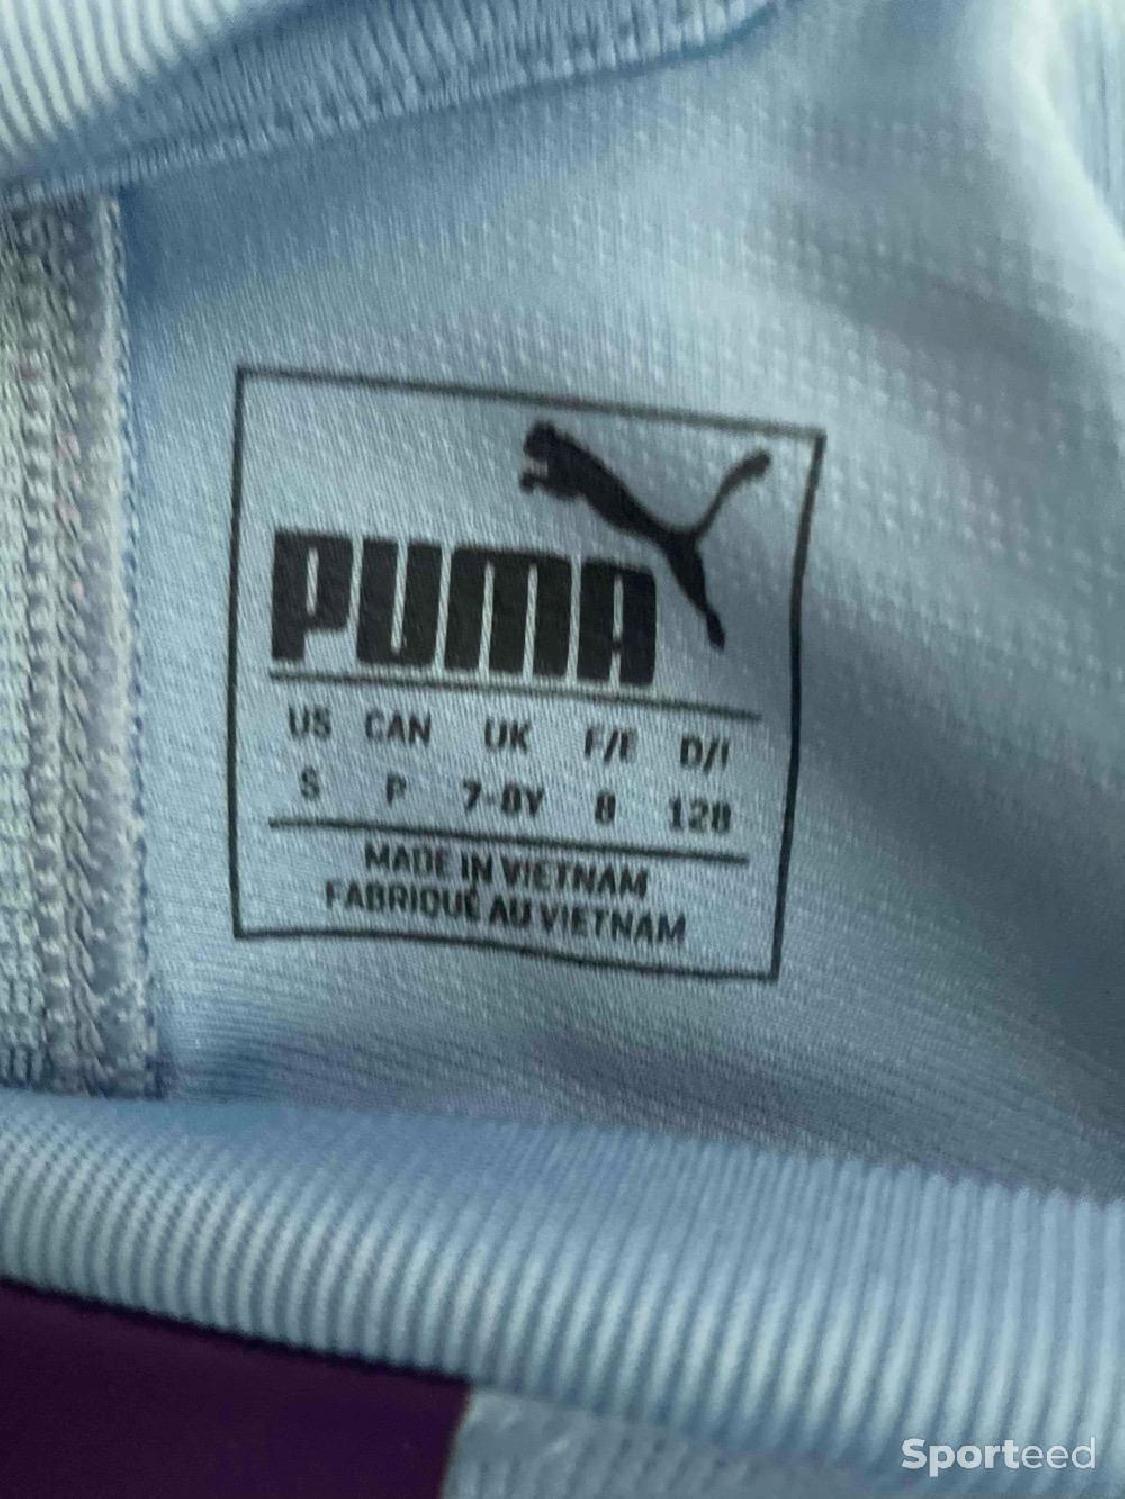 PUMA
US CAN UK F/E D/I
S P 7-8Y 8 128
MADE IN VIETNAM
FABRIQUÉ AU VIETNAM
Sporteed